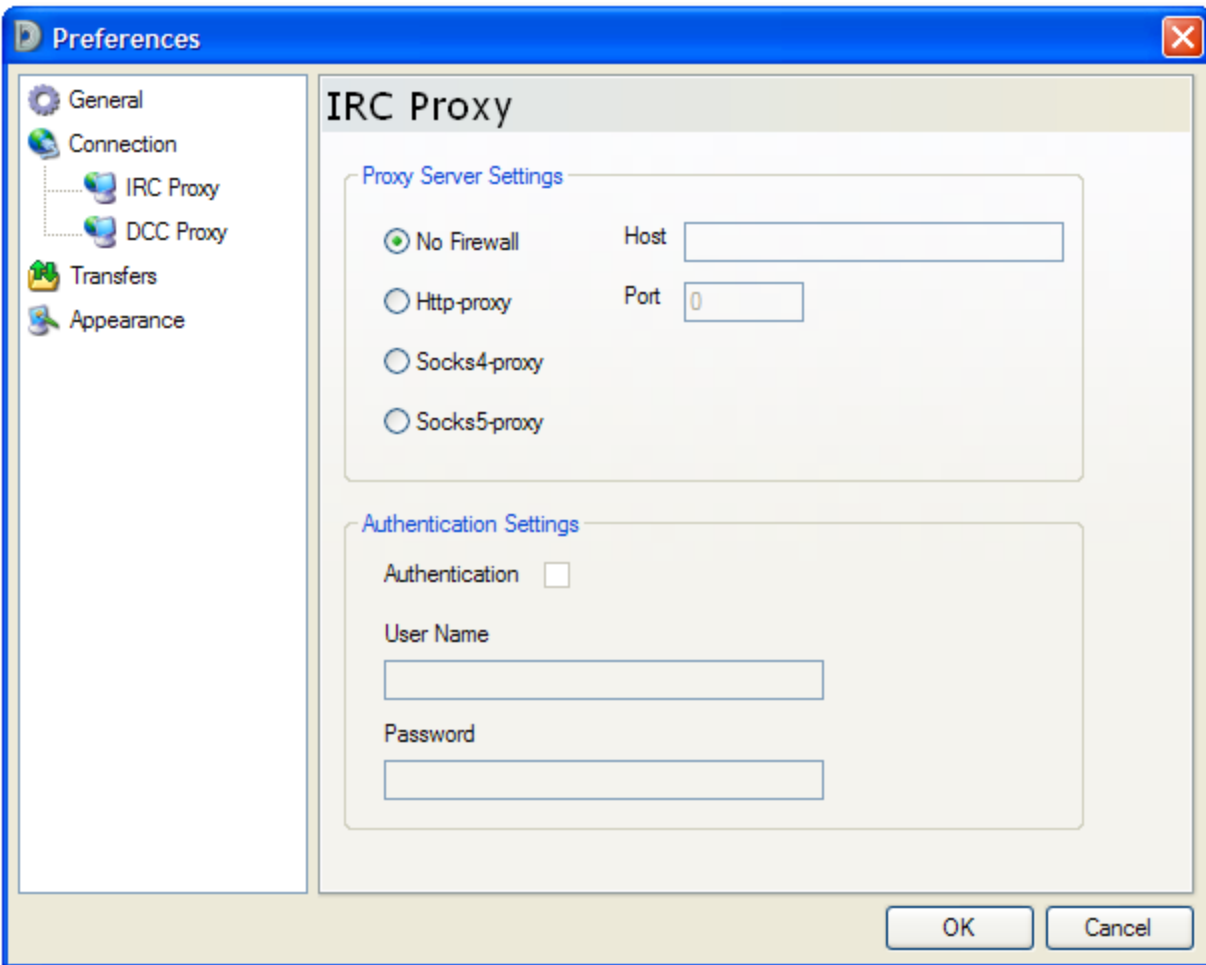 Preferences
General
Connection
IRC Proxy
DCC Proxy
Transfers
Appearance
IRC Proxy
Proxy Server Settings
No Firewall
Host
Http-proxy
Port
0
Socks4-proxy
Socks5-proxy
Authentication Settings
Authentication
User Name
Password
OK
Cancel